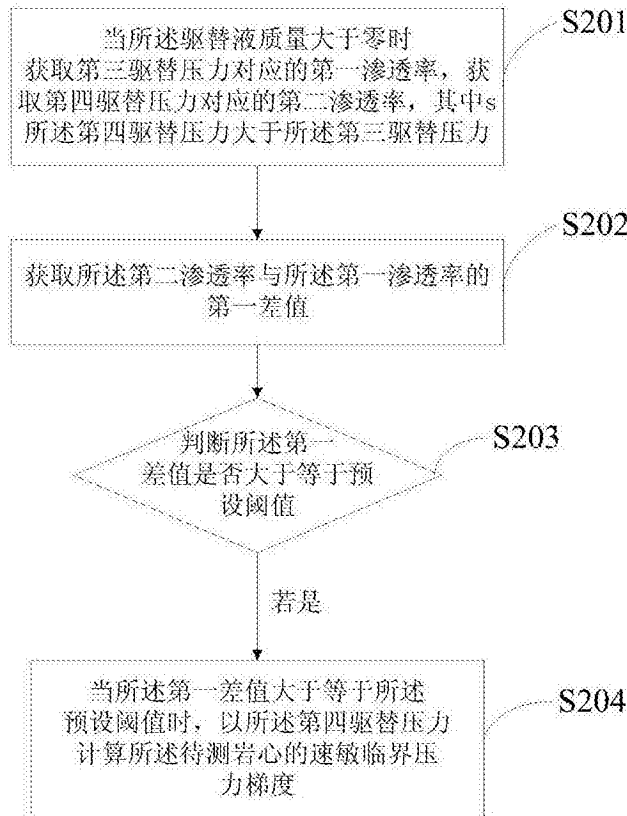 当所述驱替液质量大于零时
获取第三驱替压力对应的第一渗透率，获
取第四驱替压力对应的第二渗透率，其中s
所述第四驱替压力大于所述第三驱替压力
S201
获取所述第二渗透率与所述第一渗透率的
第一差值
S202
判断所述第一
差值是否大于等于预
设阈值
S203
若是
当所述第一差值大于等于所述
预设阈值时，以所述第四驱替压力
计算所述待测岩心的速敏临界压
力梯度
S204